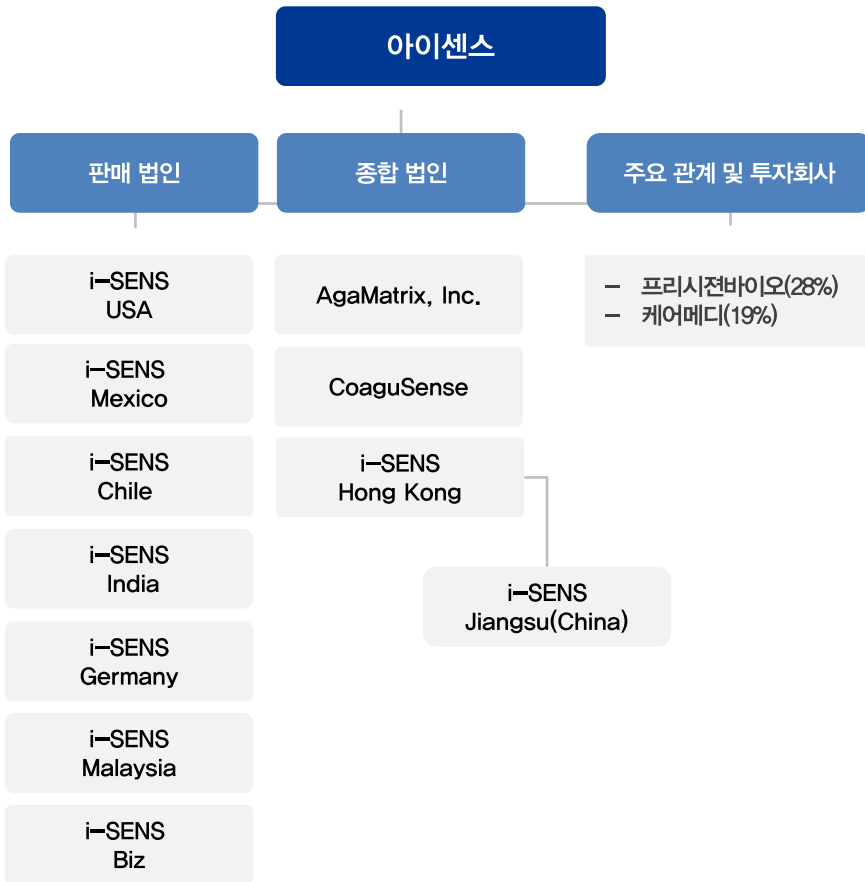 아이센스
판매 법인
종합 법인
주요 관계 및 투자회사
i-SENS
USA
i-SENS
Mexico
i-SENS
Chile
i-SENS
India
i-SENS
Germany
i-SENS
Malaysia
i-SENS
Biz
AgaMatrix, Inc.
CoaguSense
i-SENS
Hong Kong
i-SENS
Jiangsu(China)
- 프리시젼바이오(28%)
- 케어메디(19%)